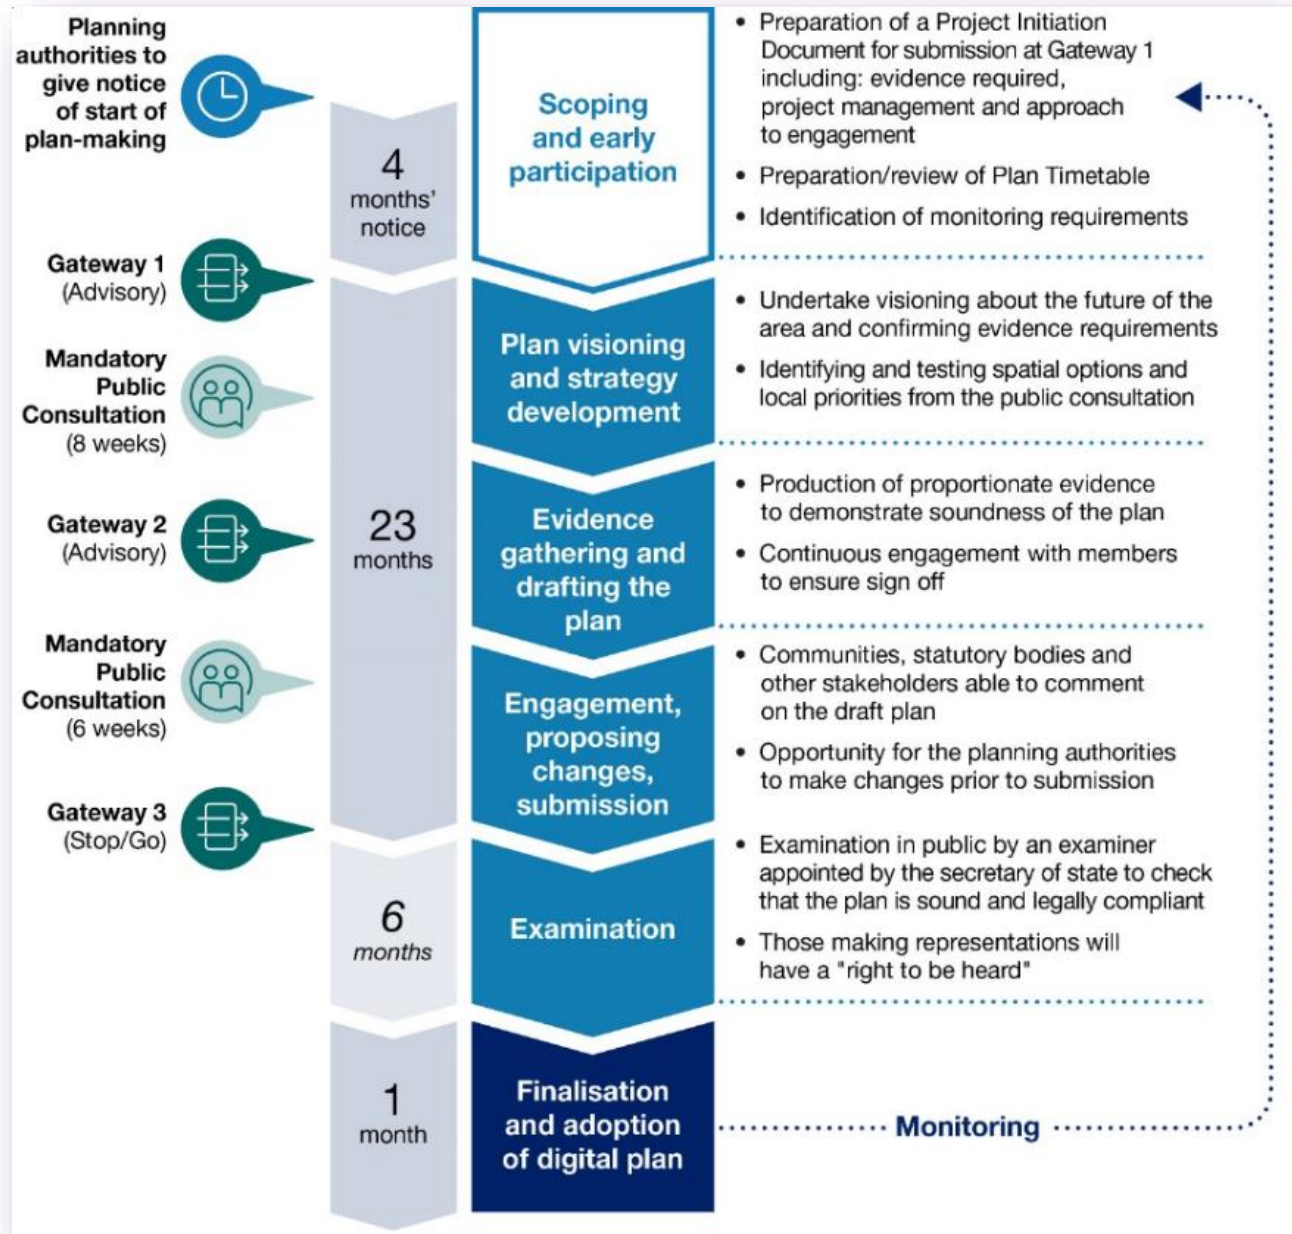 Planning
authorities to
give notice
of start of
plan-making
4
months'
notice
Scoping
and early
participation
• Preparation of a Project Initiation
Document for submission at Gateway 1
including: evidence required,
project management and approach
to engagement
• Preparation/review of Plan Timetable
• Identification of monitoring requirements
Gateway 1
(Advisory)
Mandatory
Public
Consultation
(8 weeks)
Plan visioning
and strategy
development
• Undertake visioning about the future of the
area and confirming evidence requirements
• Identifying and testing spatial options and
local priorities from the public consultation
Gateway 2
(Advisory)
23
months
Evidence
gathering and
drafting the
plan
• Production of proportionate evidence
to demonstrate soundness of the plan
• Continuous engagement with members
to ensure sign off
Mandatory
Public
Consultation
(6 weeks)
Engagement,
proposing
changes,
submission
• Communities, statutory bodies and
other stakeholders able to comment
on the draft plan
• Opportunity for the planning authorities
to make changes prior to submission
Gateway 3
(Stop/Go)
6
months
Examination
• Examination in public by an examiner
appointed by the secretary of state to check
that the plan is sound and legally compliant
• Those making representations will
have a "right to be heard"
1
month
Finalisation
and adoption
of digital plan
Monitoring